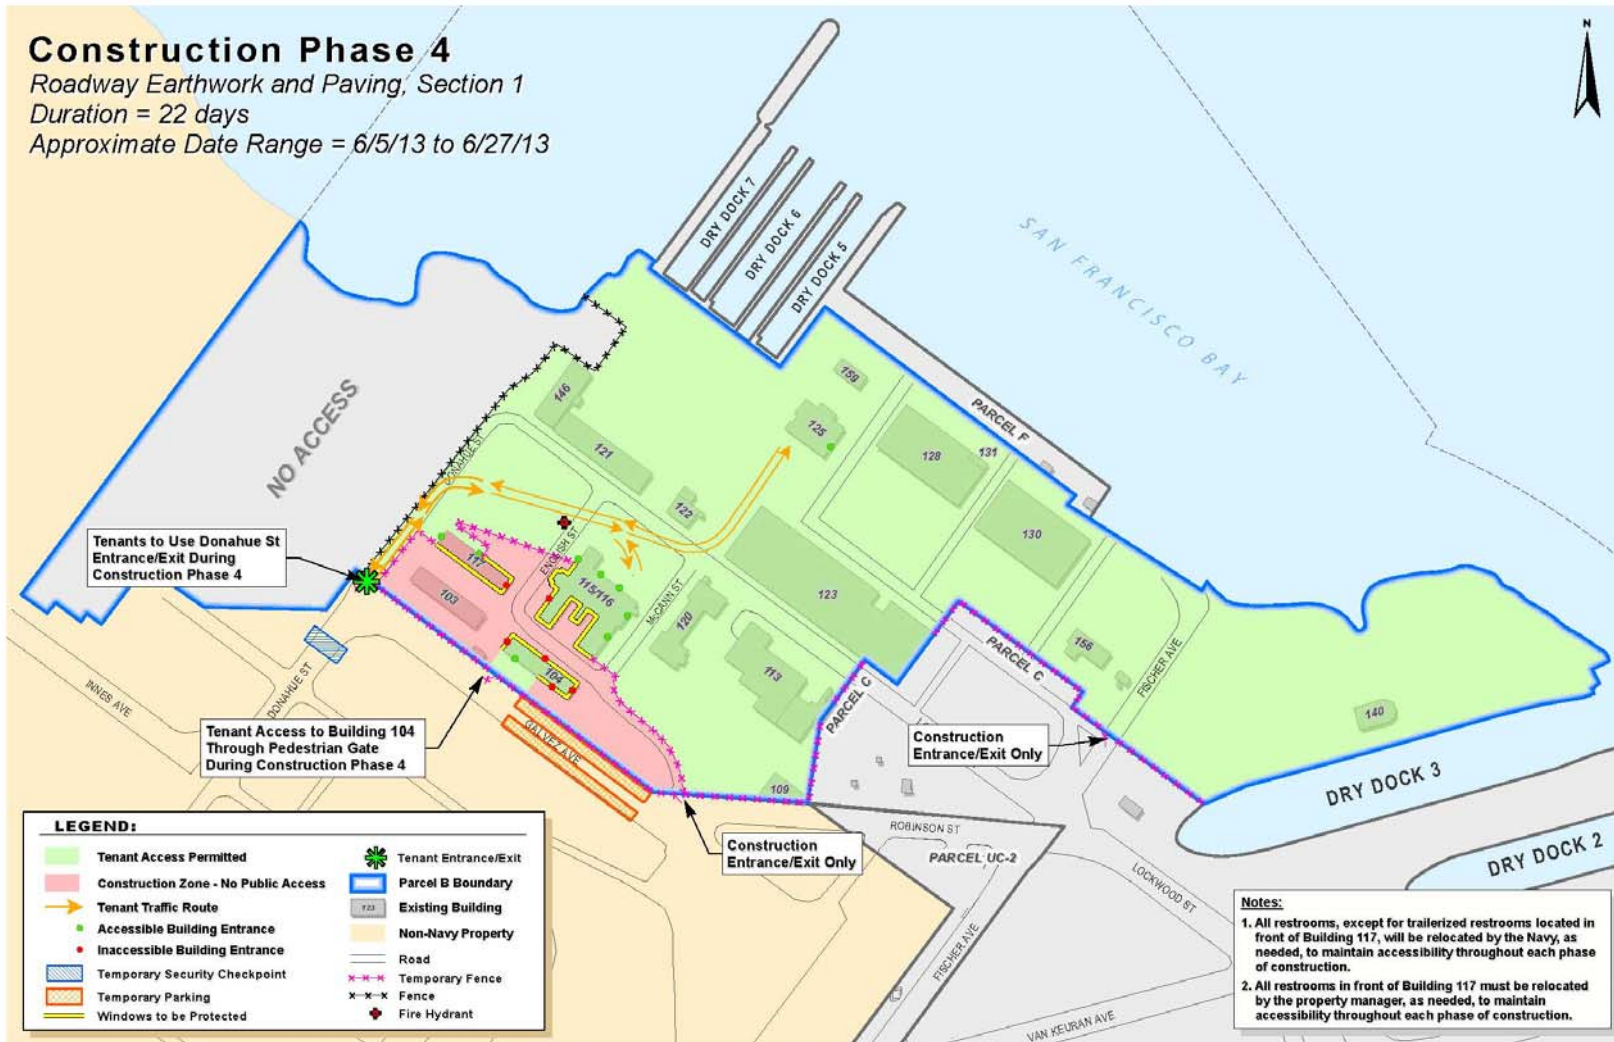 Construction Phase 4
Roadway Earthwork and Paving, Section 1
Duration = 22 days
Approximate Date Range = 6/5/13 to 6/27/13
N
DRY DOCK 7
DRY DOCK 6
DRY DOCK 5
SAN FRANCISCO BAY
NO ACCESS
146
121
DONAHUE ST
159
125
PARCEL F
128
131
130
122
123
117
103
ENGLISH ST
115/116
McCANN ST
120
113
104
109
PARCEL C
PARCEL C
156
FISCHER AVE
140
Tenants to Use Donahue St
Entrance/Exit During
Construction Phase 4
INNES AVE
DONAHUE ST
GALVEZ AVE
Tenant Access to Building 104
Through Pedestrian Gate
During Construction Phase 4
Construction
Entrance/Exit Only
Construction
Entrance/Exit Only
DRY DOCK 3
DRY DOCK 2
ROBINSON ST
PARCEL UC-2
LOCKWOOD ST
FISCHER AVE
VAN KEURAN AVE
LEGEND:
Tenant Access Permitted
Construction Zone - No Public Access
Tenant Traffic Route
Accessible Building Entrance
Inaccessible Building Entrance
Temporary Security Checkpoint
Temporary Parking
Windows to be Protected
Tenant Entrance/Exit
Parcel B Boundary
123
Existing Building
Non-Navy Property
Road
Temporary Fence
Fence
Fire Hydrant
Notes:
1. All restrooms, except for trailerized restrooms located in
front of Building 117, will be relocated by the Navy, as
needed, to maintain accessibility throughout each phase
of construction.
2. All restrooms in front of Building 117 must be relocated
by the property manager, as needed, to maintain
accessibility throughout each phase of construction.